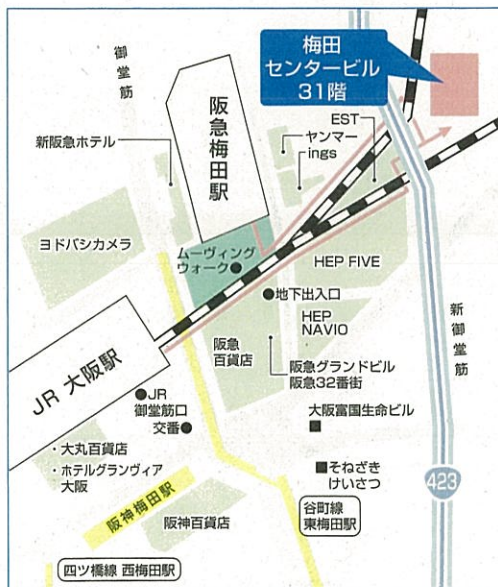 梅田
センタービル
31階
御堂筋
阪急梅田駅
EST
ヤンマー
ings
新阪急ホテル
ヨドバシカメラ
ムーヴィング
ウォーク
HEP FIVE
地下出入口
HEP
NAVIO
新御堂筋
JR 大阪駅
阪急
百貨店
阪急グランドビル
阪急32番街
JR
御堂筋口
交番
大阪富国生命ビル
・大丸百貨店
・ホテルグランヴィア
大阪
そねざき
けいさつ
423
阪神梅田駅
阪神百貨店
谷町線
東梅田駅
四ツ橋線 西梅田駅